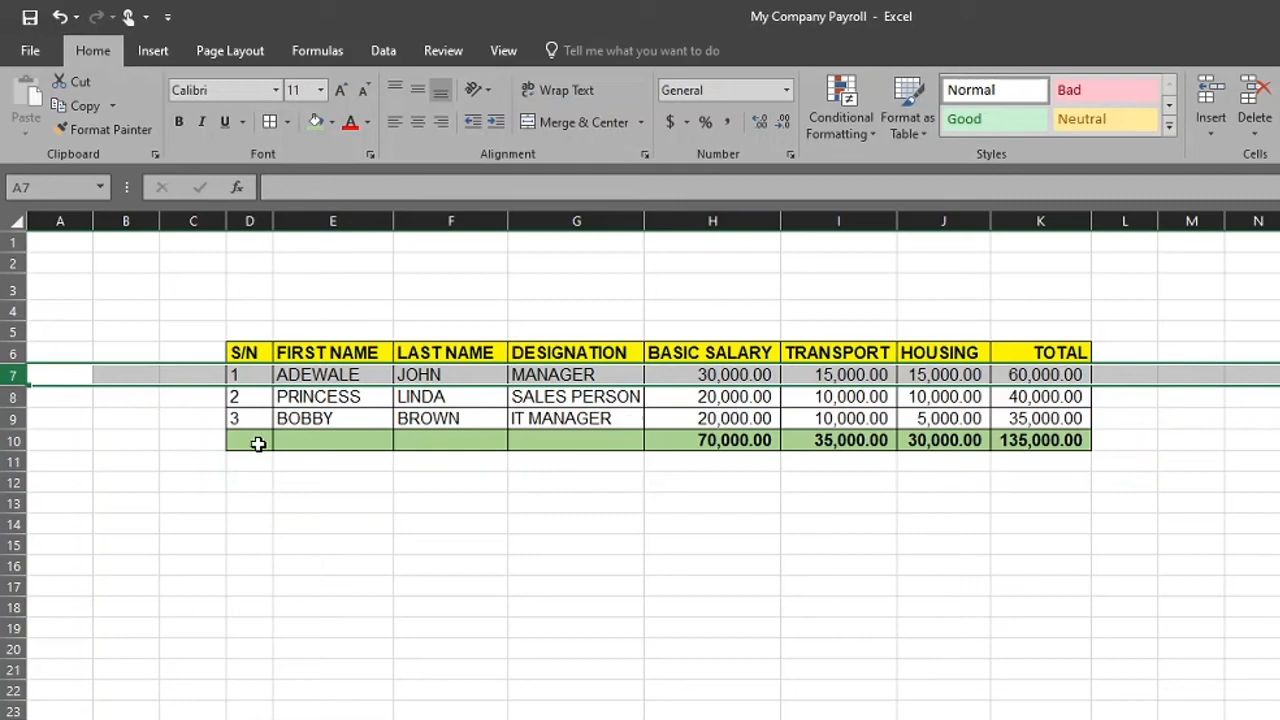 My Company Payroll - Excel
File Home Insert Page Layout Formulas Data Review View Tell me what you want to do
Paste Cut Copy Format Painter
Clipboard
Calibri 11 A A
B I U A
Font
ab Wrap Text
Merge & Center
Alignment
General
$ % ,
Number
Conditional Formatting
Format as Table
Normal Bad
Good Neutral
Styles
Insert Delete
Cells
A7 fx
A B C D E F G H I J K L M N
1
2
3
4
5
6 S/N FIRST NAME LAST NAME DESIGNATION BASIC SALARY TRANSPORT HOUSING TOTAL
7 1 ADEWALE JOHN MANAGER 30,000.00 15,000.00 15,000.00 60,000.00
8 2 PRINCESS LINDA SALES PERSON 20,000.00 10,000.00 10,000.00 40,000.00
9 3 BOBBY BROWN IT MANAGER 20,000.00 10,000.00 5,000.00 35,000.00
10 70,000.00 35,000.00 30,000.00 135,000.00
11
12
13
14
15
16
17
18
19
20
21
22
23